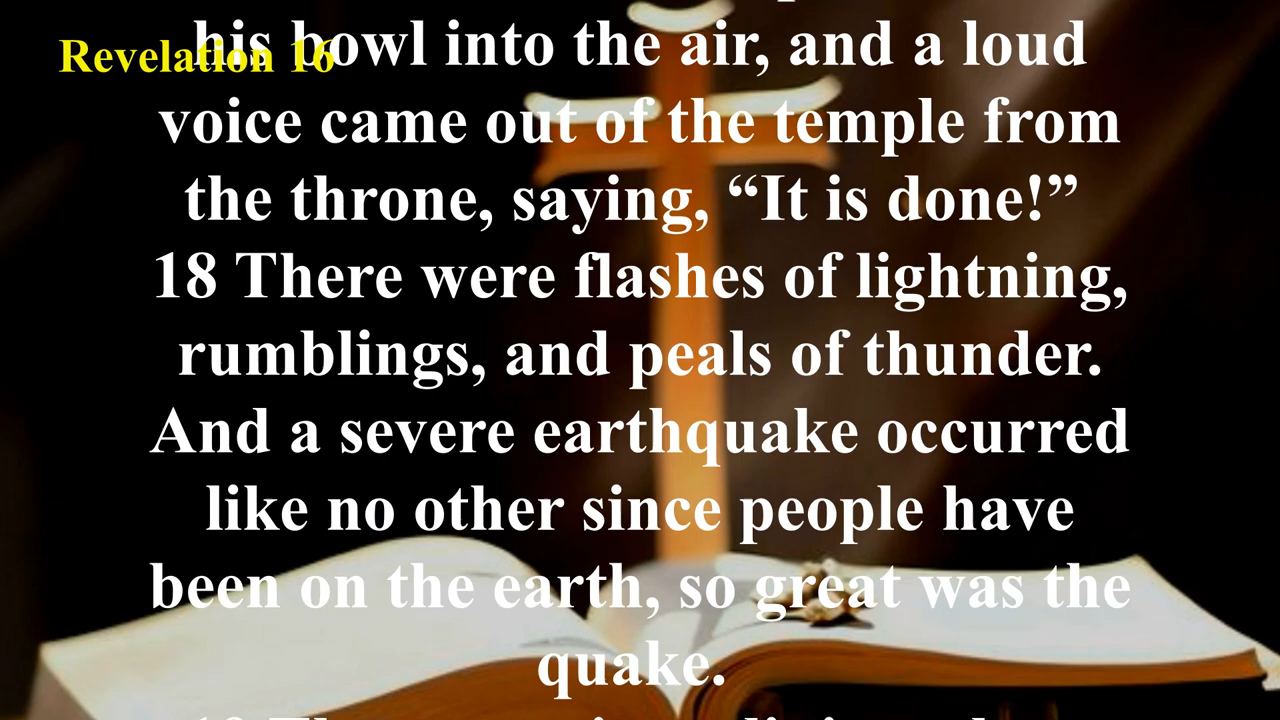 Revelation 16
his bowl into the air, and a loud
voice came out of the temple from
the throne, saying, “It is done!”
18 There were flashes of lightning,
rumblings, and peals of thunder.
And a severe earthquake occurred
like no other since people have
been on the earth, so great was the
quake.